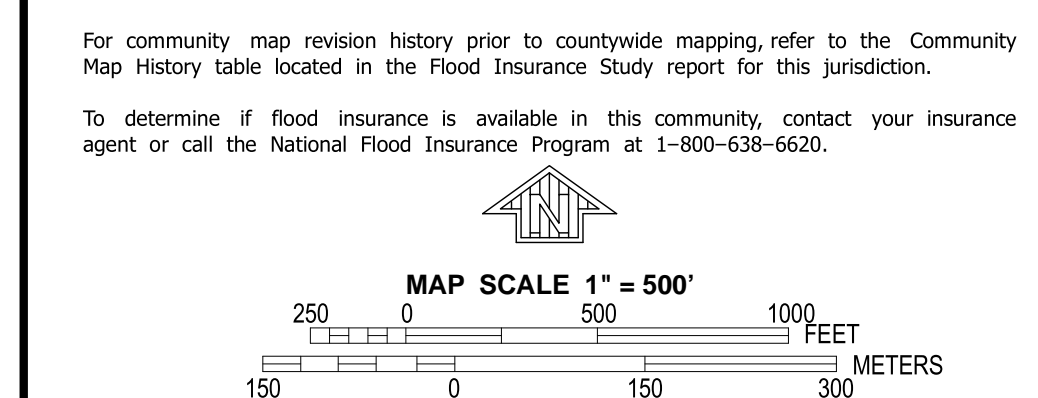 For community map revision history prior to countywide mapping, refer to the Community
Map History table located in the Flood Insurance Study report for this jurisdiction.
To determine if flood insurance is available in this community, contact your insurance
agent or call the National Flood Insurance Program at 1–800–638–6620.
N
MAP SCALE 1" = 500’
250 0 500 1000
FEET
METERS
150 0 150 300